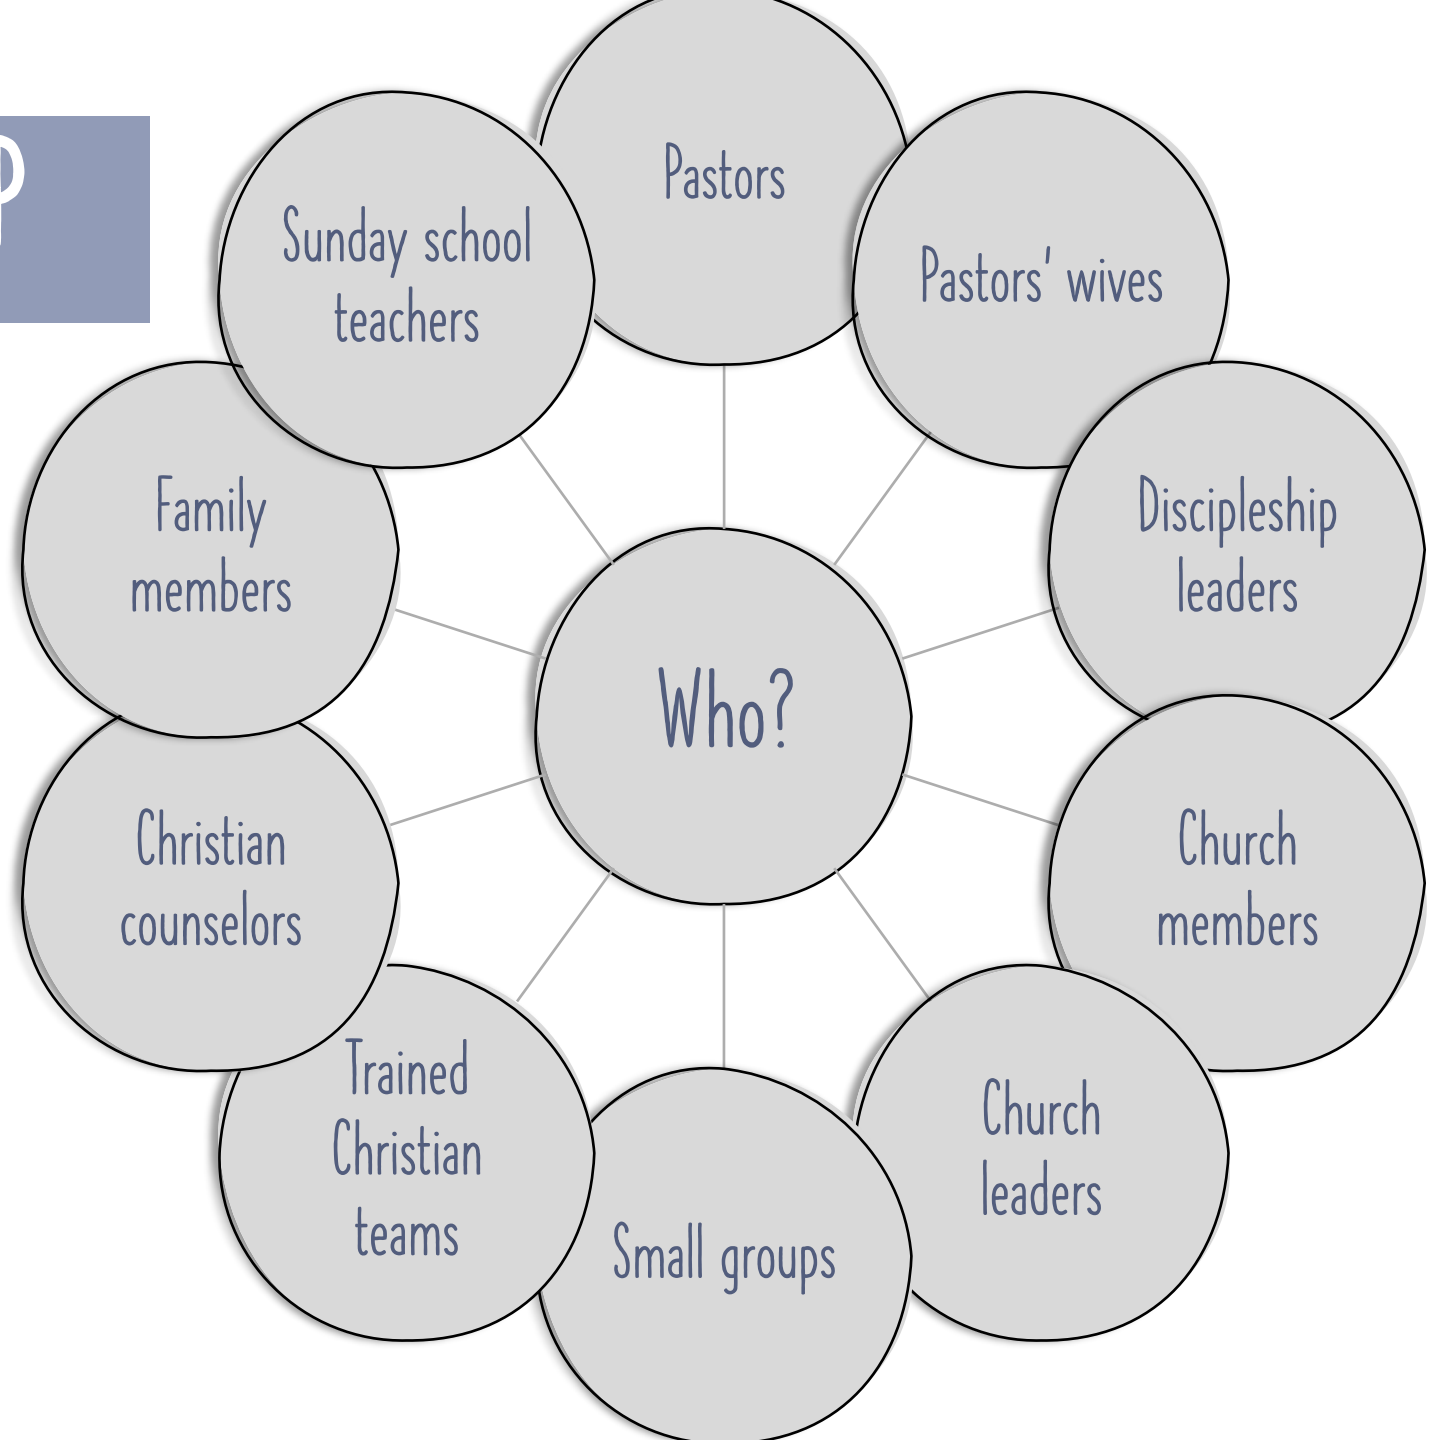 Pastors
Pastors' wives
Discipleship
leaders
Church
members
Church
leaders
Small groups
Trained
Christian
teams
Christian
counselors
Family
members
Sunday school
teachers
Who?